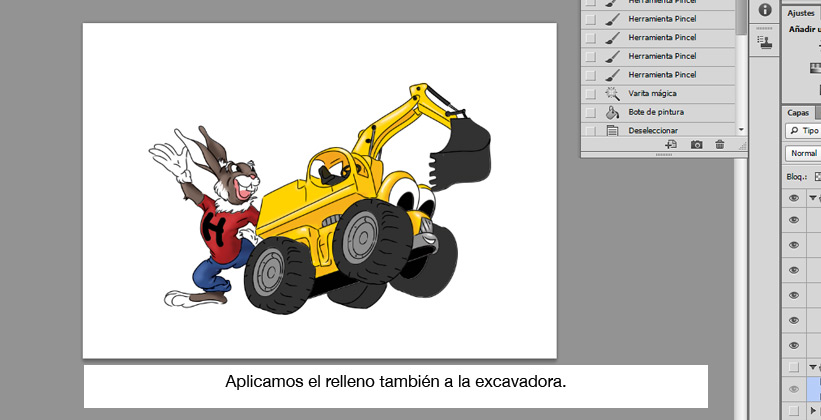 Herramienta Pincel
Herramienta Pincel
Herramienta Pincel
Herramienta Pincel
Herramienta Pincel
Varita mágica
Bote de pintura
Deseleccionar
Ajustes
Añadir u
Capas
Tipo
Normal
Bloq.:
H
Aplicamos el relleno también a la excavadora.